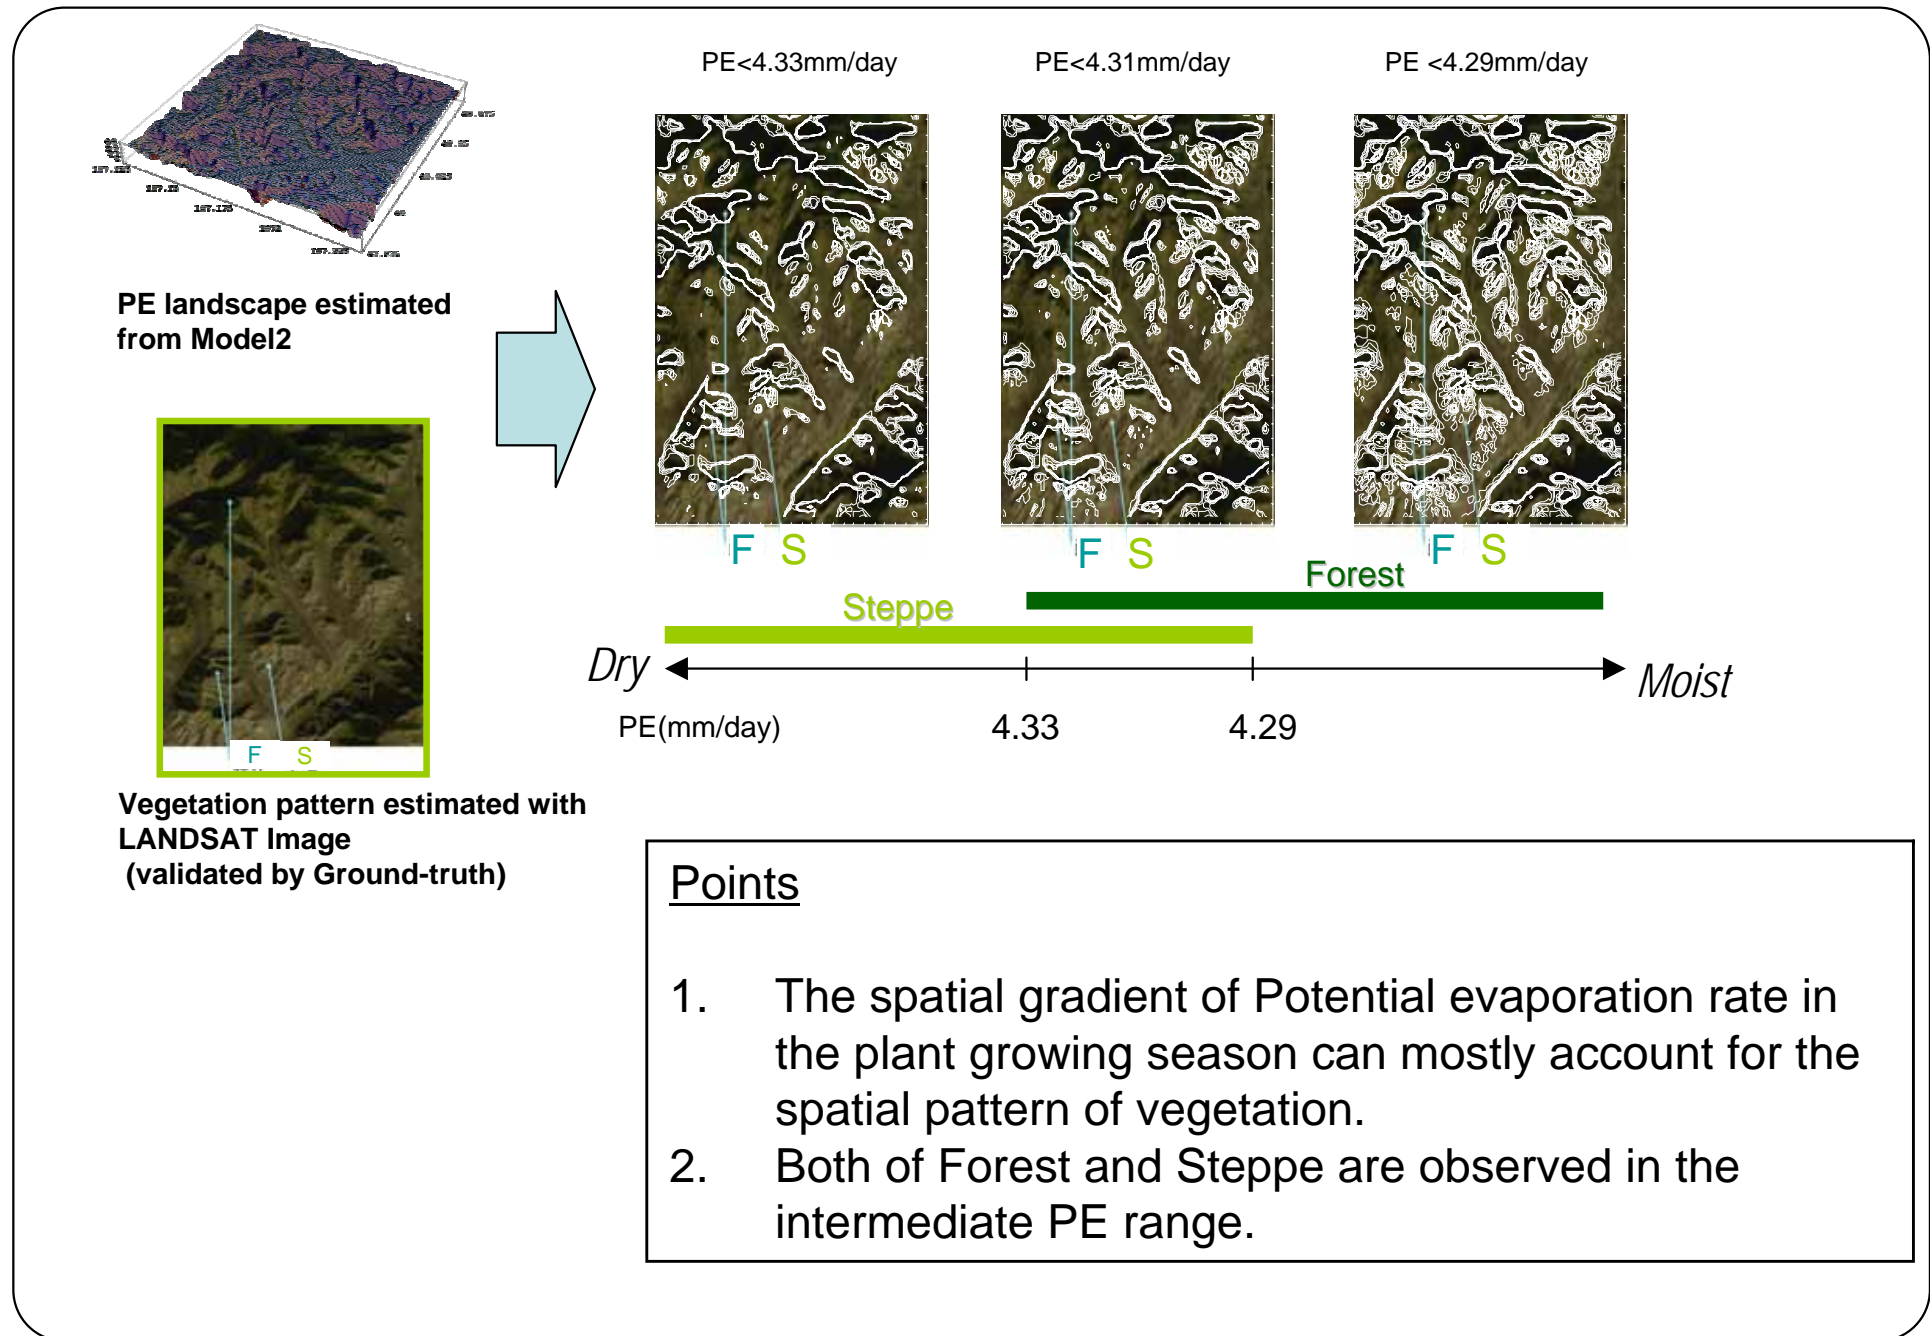 PE<4.33mm/day
PE<4.31mm/day
PE <4.29mm/day
PE landscape estimated
from Model2
F S
F S
F S
Forest
Steppe
Dry
Moist
PE(mm/day)
4.33
4.29
F S
Vegetation pattern estimated with
LANDSAT Image
(validated by Ground-truth)
Points
1. The spatial gradient of Potential evaporation rate in
the plant growing season can mostly account for the
spatial pattern of vegetation.
2. Both of Forest and Steppe are observed in the
intermediate PE range.